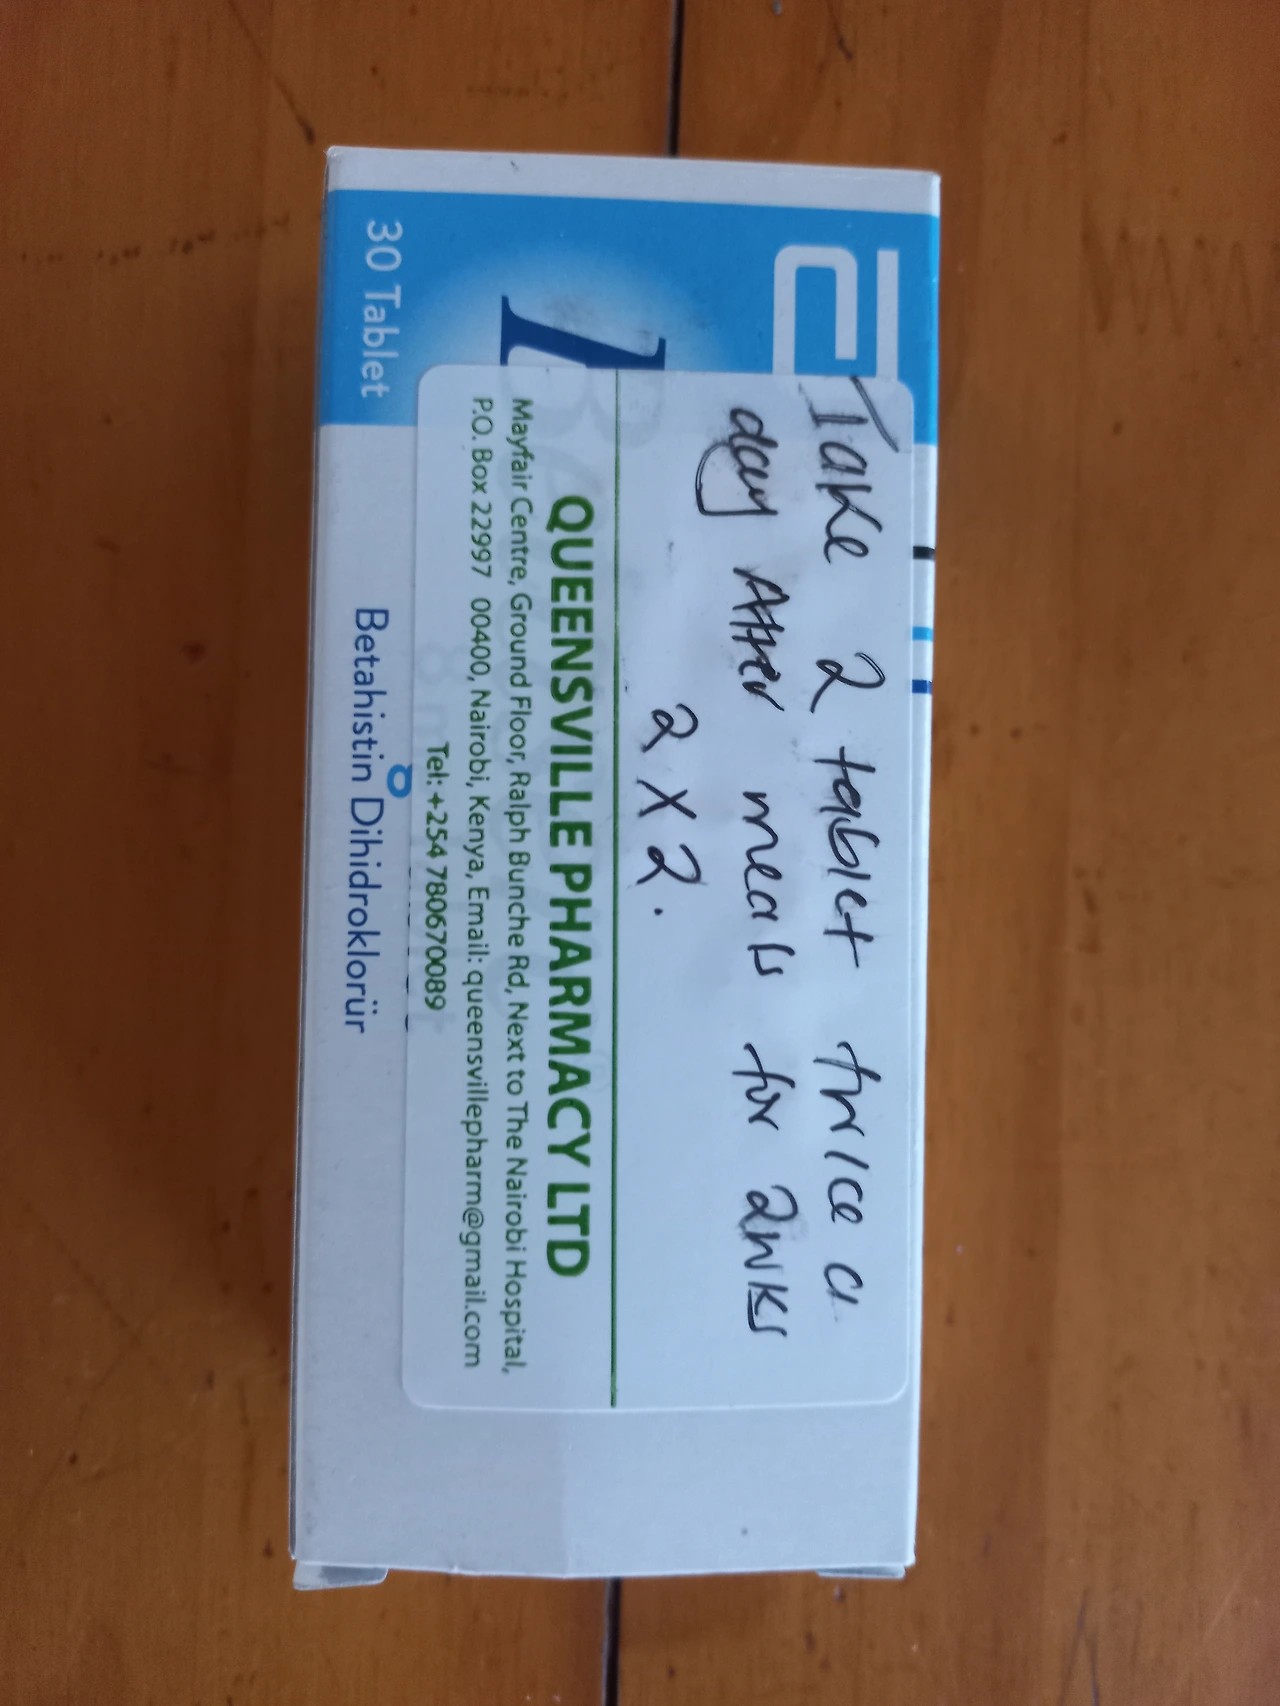 30 Tablet
Take 2 tablet thrice a
day After meals for 2wks
2 x 2.
QUEENSVILLE PHARMACY LTD
Mayfair Centre, Ground Floor, Ralph Bunche Rd, Next to The Nairobi Hospital,
P.O. Box 22997 00400, Nairobi, Kenya, Email: queensvillepharm@gmail.com
Tel: +254 780670089
Betahistin Dihidroklorür